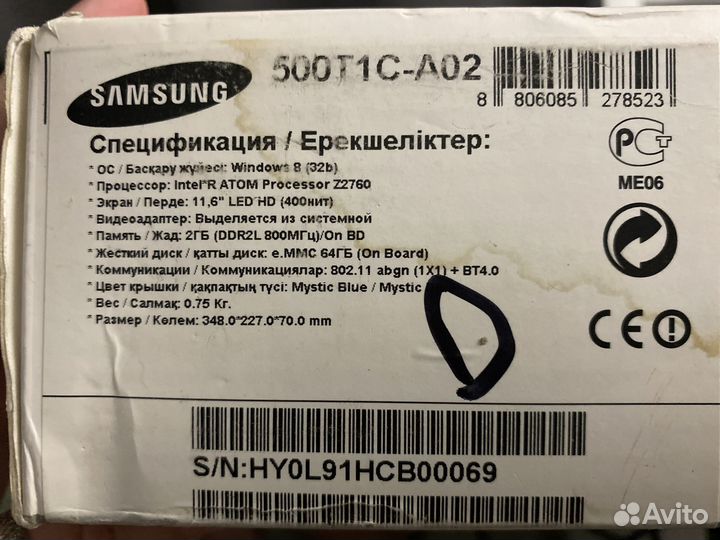 SAMSUNG
500T1C-A02
8 806085 278523
Спецификация / Ерекшеліктер:
* ОС / Басқару жүйесі: Windows 8 (32b)
* Процессор: Intel*R ATOM Processor Z2760
* Экран / Перде: 11,6" LED HD (400нит)
* Видеоадаптер: Выделяется из системной
* Память / Жад: 2ГБ (DDR2L 800МГц)/On BD
* Жесткий диск / қатты диск: e.MMC 64ГБ (On Board)
* Коммуникации / Коммуникациялар: 802.11 abgn (1X1) + BT4.0
* Цвет крышки / қақпақтың түсі: Mystic Blue / Mystic
* Вес / Салмақ: 0.75 Кг.
* Размер / Көлем: 348.0*227.0*70.0 mm
РСТ
ME06
CE
S/N:HY0L91HCB00069
Avito